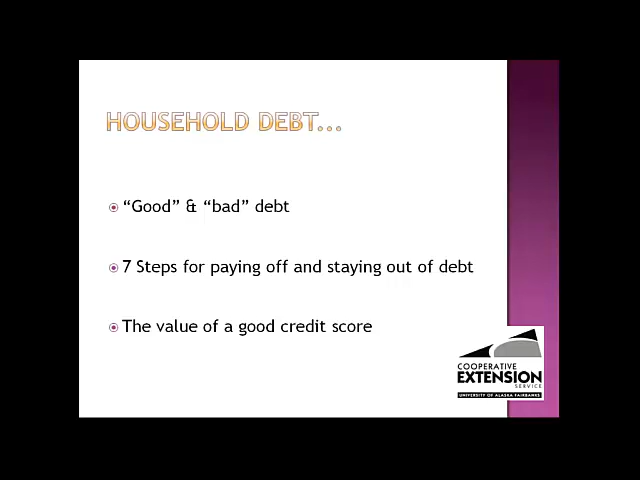 HOUSEHOLD DEBT...
“Good” & “bad” debt
7 Steps for paying off and staying out of debt
The value of a good credit score
COOPERATIVE
EXTENSION
SERVICE
UNIVERSITY OF ALASKA FAIRBANKS